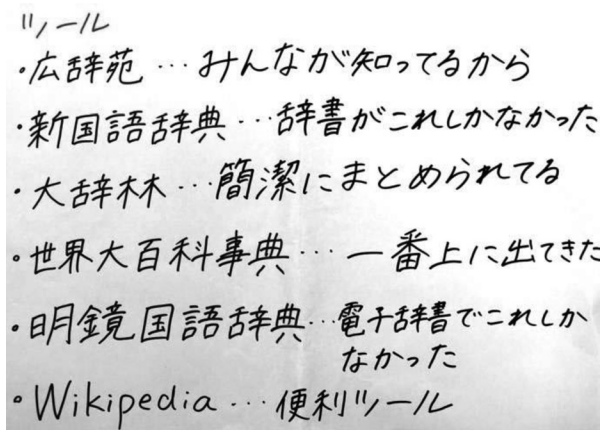 ツール
・広辞苑…みんなが知ってるから
・新国語辞典…辞書がこれしかなかった
・大辞林…簡潔にまとめられてる
・世界大百科事典…一番上に出てきた
・明鏡国語辞典…電子辞書でこれしか
なかった
・Wikipedia…便利ツール